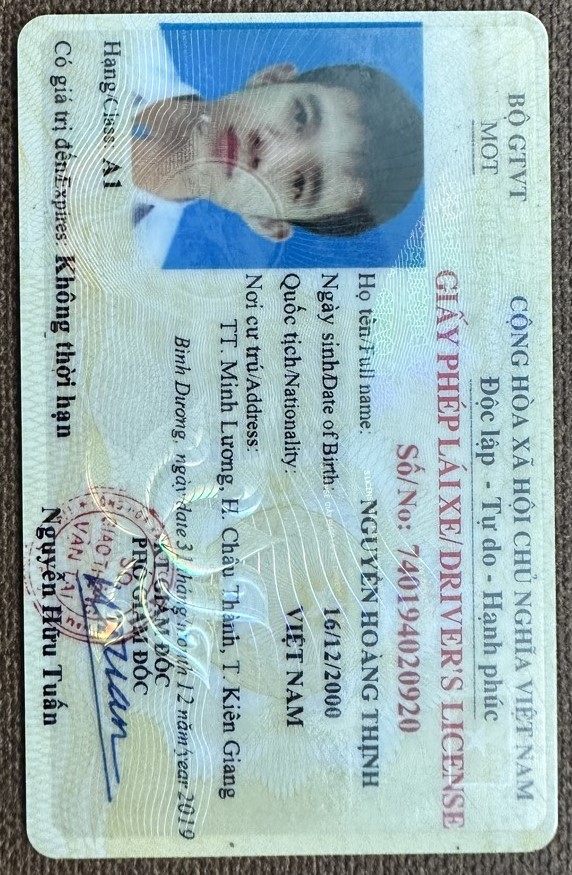 BỘ GTVT
MOT
CỘNG HÒA XÃ HỘI CHỦ NGHĨA VIỆT NAM
Độc lập - Tự do - Hạnh phúc
GIẤY PHÉP LÁI XE/DRIVER'S LICENSE
Số/No: 740194020920
Họ tên/Full name: NGUYỄN HOÀNG THỊNH
Ngày sinh/Date of Birth: 16/12/2000
Quốc tịch/Nationality: VIỆT NAM
Nơi cư trú/Address:
TT. Minh Lương, H. Châu Thành, T. Kiên Giang
Bình Dương, ngày/date 31 tháng/month 12 năm/year 2019
KT GIÁM ĐỐC
PHÓ GIÁM ĐỐC
SỞ
GIAO THÔNG
VẬN TẢI
Nguyễn Hữu Tuấn
Hạng/Class: A1
Có giá trị đến/Expires: Không thời hạn